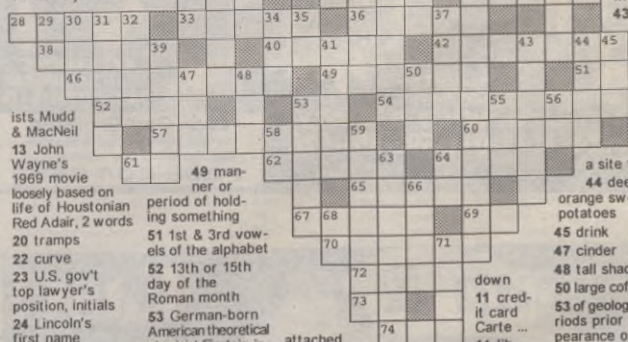 43
28 29 30 31 32 33 34 35 36 37
38 39 40 41 42 43 44 45
46 47 48 49 50 51
52 53 54 55 56
57 58 59 60
61 62 63 64
65 66
67 68 69
70 71
72
73
74
ists Mudd
& MacNeil
13 John
Wayne's
1969 movie
loosely based on
life of Houstonian
Red Adair, 2 words
20 tramps
22 curve
23 U.S. gov't
top lawyer's
position, initials
24 Lincoln's
first name
49 man-
ner or
period of hold-
ing something
51 1st & 3rd vow-
els of the alphabet
52 13th or 15th
day of the
Roman month
53 German-born
American theoretical
attached
down
11 cred-
it card
Carte ...
a site
44
orange
potatoes
45 drink
47 cinder
48 tall
50 large
53 of
prior